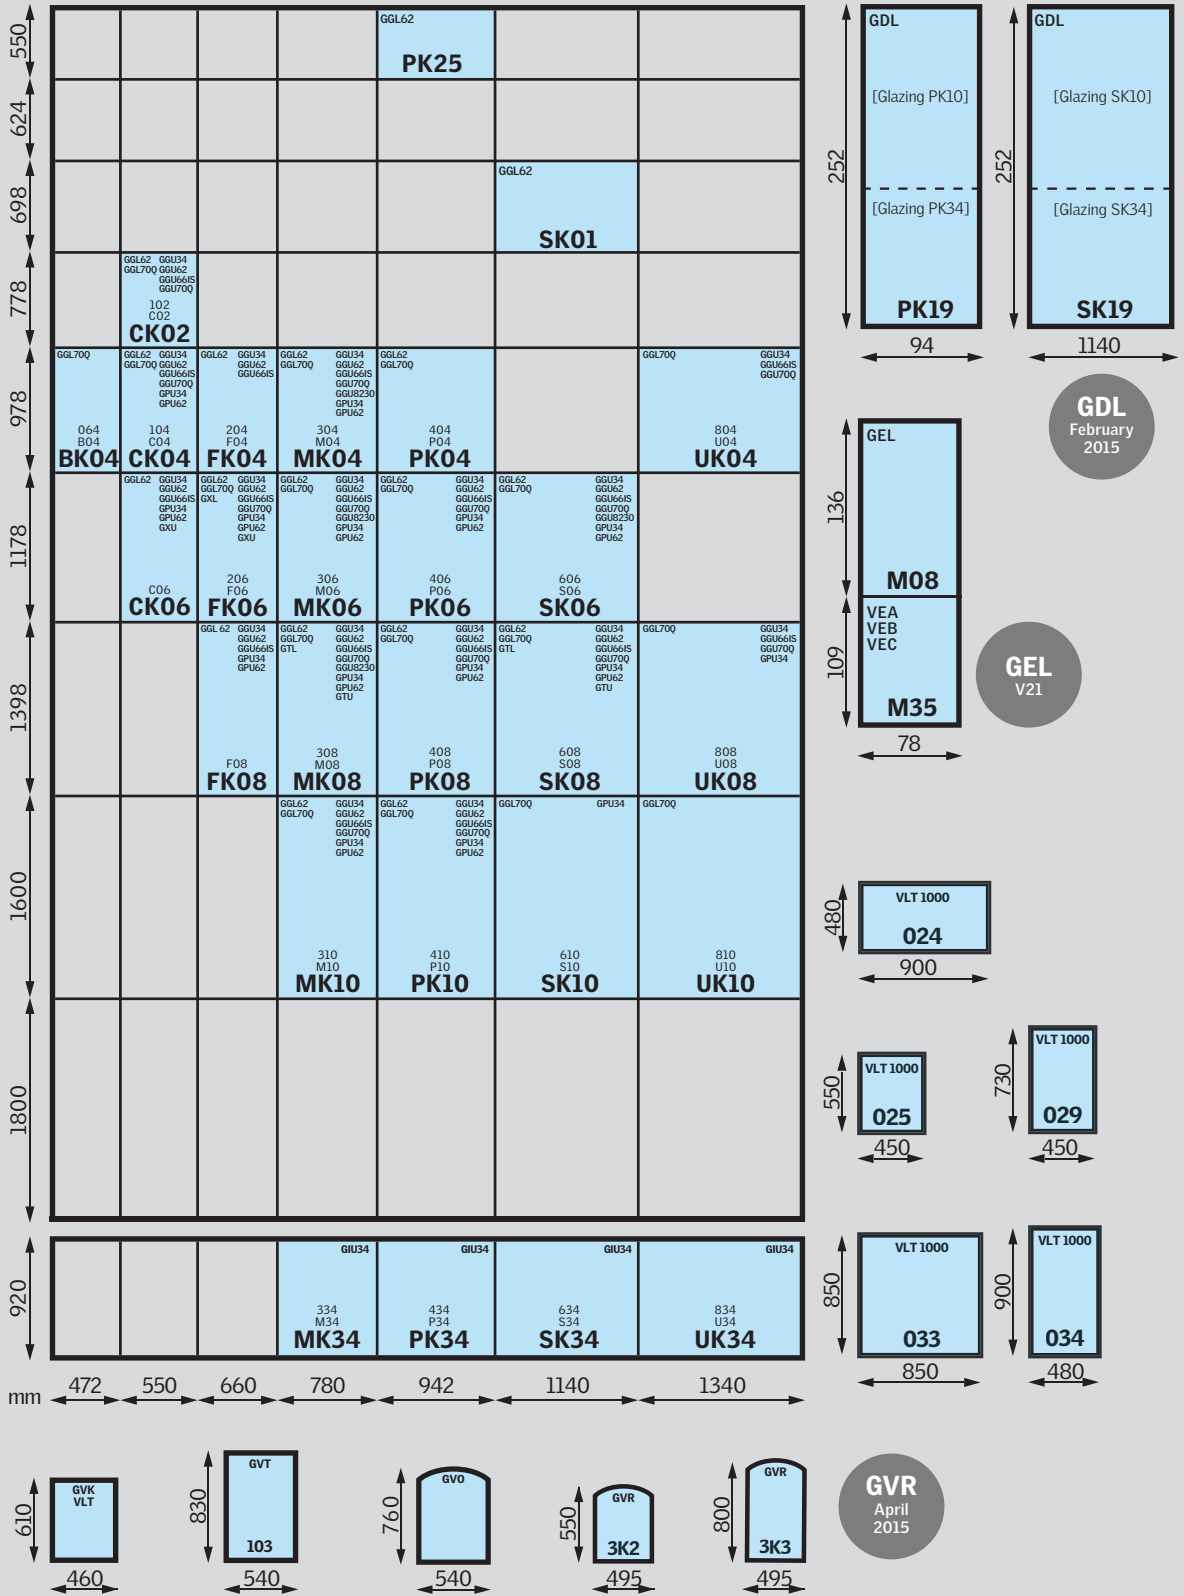 550
GGL62
PK25
624
698
GGL62
SK01
778
GGL62 GGU34
GGL70Q GGU62
GGU66IS
GGU70Q
102
C02
CK02
978
GGL70Q
064
B04
BK04
GGL62 GGU34
GGL70Q GGU62
GGU66IS
GGU70Q
GPU34
GPU62
104
C04
CK04
GGL62 GGU34
GGU62
GGU66IS
204
F04
FK04
GGL62 GGU34
GGL70Q GGU62
GGU66IS
GGU70Q
GGU8230
GPU34
GPU62
304
M04
MK04
GGL62
GGL70Q
404
P04
PK04
GGL70Q GGU34
GGU66IS
GGU70Q
804
U04
UK04
1178
GGL62 GGU34
GGU62
GGU66IS
GPU34
GPU62
GXU
C06
CK06
GGL62 GGU34
GGL70Q GGU62
GXL GGU66IS
GGU70Q
GPU34
GPU62
GXU
206
F06
FK06
GGL62 GGU34
GGL70Q GGU62
GGU66IS
GGU70Q
GGU8230
GPU34
GPU62
306
M06
MK06
GGL62 GGU34
GGL70Q GGU62
GGU66IS
GGU70Q
GPU34
GPU62
406
P06
PK06
GGL62 GGU34
GGL70Q GGU62
GGU66IS
GGU70Q
GGU8230
GPU34
GPU62
606
S06
SK06
1398
GGL 62 GGU34
GGU62
GGU66IS
GPU34
GPU62
F08
FK08
GGL62 GGU34
GGL70Q GGU62
GTL GGU66IS
GGU70Q
GGU8230
GPU34
GPU62
GTU
308
M08
MK08
GGL62 GGU34
GGL70Q GGU62
GGU66IS
GGU70Q
GPU34
GPU62
408
P08
PK08
GGL62 GGU34
GGL70Q GGU62
GTL GGU66IS
GGU70Q
GPU34
GPU62
GTU
608
S08
SK08
GGL70Q GGU34
GGU66IS
GGU70Q
GPU34
808
U08
UK08
1600
GGL62 GGU34
GGL70Q GGU62
GGU66IS
GGU70Q
GPU34
GPU62
310
M10
MK10
GGL62 GGU34
GGL70Q GGU62
GGU66IS
GGU70Q
GPU34
GPU62
410
P10
PK10
GGL70Q GPU34
610
S10
SK10
GGL70Q
810
U10
UK10
1800
920
GIU34
334
M34
MK34
GIU34
434
P34
PK34
GIU34
634
S34
SK34
GIU34
834
U34
UK34
mm 472 550 660 780 942 1140 1340
252
GDL
[Glazing PK10]
[Glazing PK34]
PK19
94
252
GDL
[Glazing SK10]
[Glazing SK34]
SK19
1140
GDL
February
2015
136
GEL
M08
109
VEA
VEB
VEC
M35
78
GEL
V21
480
VLT 1000
024
900
550
VLT 1000
025
450
730
VLT 1000
029
450
850
VLT 1000
033
850
900
VLT 1000
034
480
610
GVK
VLT
460
830
GVT
103
540
760
GVO
540
550
GVR
3K2
495
800
GVR
3K3
495
GVR
April
2015